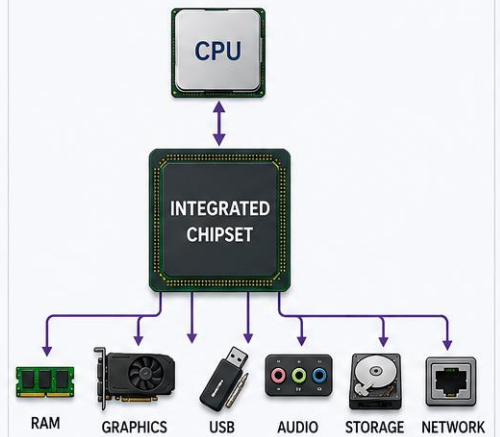 CPU
INTEGRATED
CHIPSET
RAM
GRAPHICS
USB
AUDIO
STORAGE
NETWORK